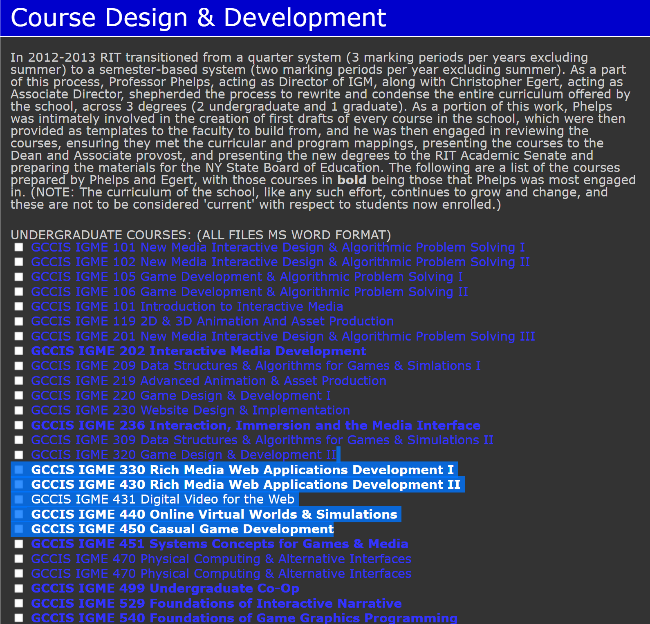 Course Design & Development
In 2012-2013 RIT transitioned from a quarter system (3 marking periods per years excluding
summer) to a semester-based system (two marking periods per year excluding summer). As a part
of this process, Professor Phelps, acting as Director of IGM, along with Christopher Egert, acting as
Associate Director, shepherded the process to rewrite and condense the entire curriculum offered by
the school, across 3 degrees (2 undergraduate and 1 graduate). As a portion of this work, Phelps
was intimately involved in the creation of first drafts of every course in the school, which were then
provided as templates to the faculty to build from, and he was then engaged in reviewing the
courses, ensuring they met the curricular and program mappings, presenting the courses to the
Dean and Associate provost, and presenting the new degrees to the RIT Academic Senate and
preparing the materials for the NY State Board of Education. The following are a list of the courses
prepared by Phelps and Egert, with those courses in bold being those that Phelps was most engaged
in. (NOTE: The curriculum of the school, like any such effort, continues to grow and change, and
these are not to be considered 'current' with respect to students now enrolled.)
UNDERGRADUATE COURSES: (ALL FILES MS WORD FORMAT)
GCCIS IGME 101 New Media Interactive Design & Algorithmic Problem Solving I
GCCIS IGME 102 New Media Interactive Design & Algorithmic Problem Solving II
GCCIS IGME 105 Game Development & Algorithmic Problem Solving I
GCCIS IGME 106 Game Development & Algorithmic Problem Solving II
GCCIS IGME 101 Introduction to Interactive Media
GCCIS IGME 119 2D & 3D Animation And Asset Production
GCCIS IGME 201 New Media Interactive Design & Algorithmic Problem Solving III
GCCIS IGME 202 Interactive Media Development
GCCIS IGME 209 Data Structures & Algorithms for Games & Simlations I
GCCIS IGME 219 Advanced Animation & Asset Production
GCCIS IGME 220 Game Design & Development I
GCCIS IGME 230 Website Design & Implementation
GCCIS IGME 236 Interaction, Immersion and the Media Interface
GCCIS IGME 309 Data Structures & Algorithms for Games & Simulations II
GCCIS IGME 320 Game Design & Development II
GCCIS IGME 330 Rich Media Web Applications Development I
GCCIS IGME 430 Rich Media Web Applications Development II
GCCIS IGME 431 Digital Video for the Web
GCCIS IGME 440 Online Virtual Worlds & Simulations
GCCIS IGME 450 Casual Game Development
GCCIS IGME 451 Systems Concepts for Games & Media
GCCIS IGME 470 Physical Computing & Alternative Interfaces
GCCIS IGME 470 Physical Computing & Alternative Interfaces
GCCIS IGME 499 Undergraduate Co-Op
GCCIS IGME 529 Foundations of Interactive Narrative
GCCIS IGME 540 Foundations of Game Graphics Programming